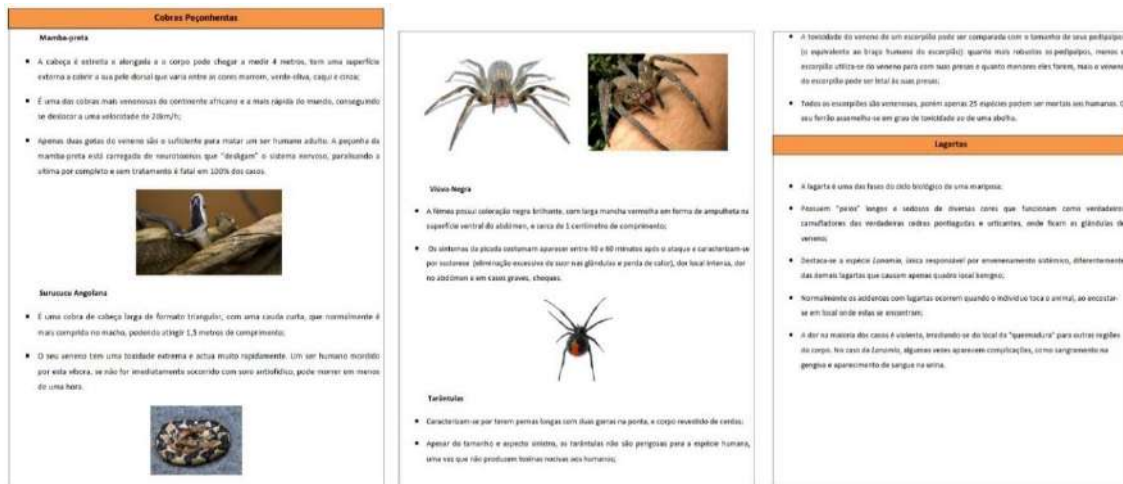 Cobras Peçonhentas
Mamba-preta
• A cabeça é estreita e alongada e o corpo pode chegar a medir 4 metros, tem uma superfície
externa a cobrir a sua pele dorsal que varia entre as cores marrom, verde oliva, caqui e cinza;
• É uma das cobras mais venenosas do continente africano e a mais rápida do mundo, conseguindo
se deslocar a uma velocidade de 20km/h;
• Apenas duas gotas do veneno são o suficiente para matar um ser humano adulto. A peçonha da
mamba-preta está carregada de neurotoxinas que "desligam" o sistema nervoso, paralisando a
vítima por completo e sem tratamento é fatal em 100% dos casos.
Surucucu Angolana
• É uma cobra de cabeça larga de formato triangular, com uma cauda curta, que normalmente é
mais comprida no macho, podendo atingir 1,5 metros de comprimento;
• O seu veneno tem uma toxidade extrema e actua muito rapidamente. Um ser humano mordido
por esta víbora, se não for imediatamente socorrido com soro antiofídico, pode morrer em menos
de uma hora.
Viúva-Negra
• A fêmea possui coloração negra brilhante, com larga mancha vermelha em forma de ampulheta na
superfície ventral do abdómen, e cerca de 1 centímetro de comprimento;
• Os sintomas da picada costumam aparecer entre e 60 minutos após o ataque e caracterizam-se
por sudorese (eliminação excessiva de suor nas glândulas e perda de calor), dor local intensa, dor
no abdómen e em casos graves, choques.
Tarântulas
• Caracterizam-se por terem pernas longas com duas garras na ponta, e corpo revestido de cerdas;
• Apesar do tamanho e aspecto sinistro, as tarântulas não são perigosas para a espécie humana,
uma vez que não produzem toxinas nocivas aos humanos;
• A toxicidade do veneno de um escorpião pode ser comparada com o tamanho de seus pedipalpos
(o equivalente ao braço humano do escorpião): quanto mais robustos os pedipalpos, menos o
escorpião utiliza-se do veneno para com suas presas e quanto menores eles forem, mais o veneno
do escorpião pode ser letal às suas presas;
• Todos os escorpiões são venenosos, porém apenas 25 espécies podem ser mortais aos humanos. O
seu ferrão assemelha-se em grau de toxicidade ao de uma abelha.
Lagartas
• A lagarta é uma das fases do ciclo biológico de uma mariposa;
• Possuem "pelos" longos e sedosos de diversas cores que funcionam como verdadeiros
camufladores das verdadeiras cerdas pontiagudas e urticantes, onde ficam as glândulas de
veneno;
• Destaca-se a espécie Lonomia, única responsável por envenenamento sistémico, diferentemente
das demais lagartas que causam apenas quadro local benigno;
• Normalmente os acidentes com lagartas ocorrem quando o indivíduo toca o animal, ao encostar-
se em local onde estas se encontram;
• A dor na maioria dos casos é violenta, irradiando-se do local da "queimadura" para outras regiões
do corpo. No caso da Lonomia, algumas vezes aparecem complicações, como sangramento na
gengiva e aparecimento de sangue na urina.